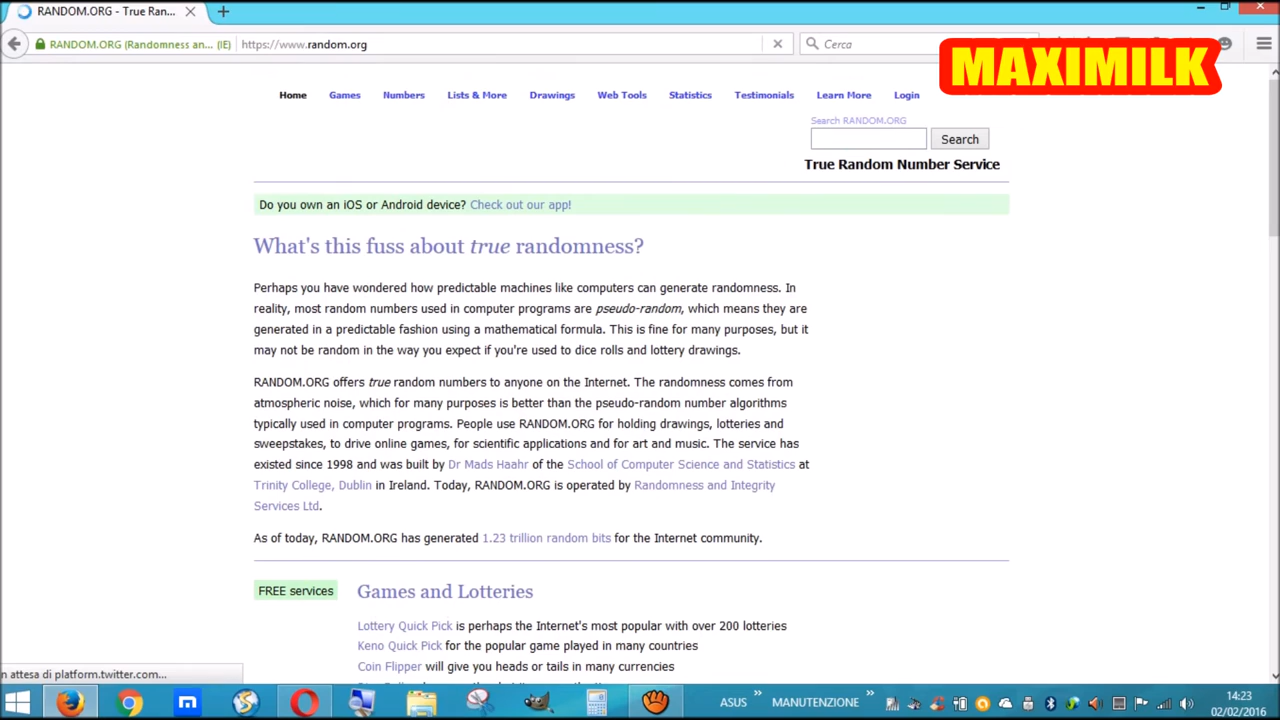 RANDOM.ORG - True Ran...
RANDOM.ORG (Randomness an... (IE)
https://www.random.org
Cerca
MAXIMILK
Home Games Numbers Lists & More Drawings Web Tools Statistics Testimonials Learn More Login
Search RANDOM.ORG
Search
True Random Number Service
Do you own an iOS or Android device? Check out our app!
What's this fuss about true randomness?
Perhaps you have wondered how predictable machines like computers can generate randomness. In
reality, most random numbers used in computer programs are pseudo-random, which means they are
generated in a predictable fashion using a mathematical formula. This is fine for many purposes, but it
may not be random in the way you expect if you're used to dice rolls and lottery drawings.
RANDOM.ORG offers true random numbers to anyone on the Internet. The randomness comes from
atmospheric noise, which for many purposes is better than the pseudo-random number algorithms
typically used in computer programs. People use RANDOM.ORG for holding drawings, lotteries and
sweepstakes, to drive online games, for scientific applications and for art and music. The service has
existed since 1998 and was built by Dr Mads Haahr of the School of Computer Science and Statistics at
Trinity College, Dublin in Ireland. Today, RANDOM.ORG is operated by Randomness and Integrity
Services Ltd.
As of today, RANDOM.ORG has generated 1.23 trillion random bits for the Internet community.
FREE services
Games and Lotteries
Lottery Quick Pick is perhaps the Internet's most popular with over 200 lotteries
Keno Quick Pick for the popular game played in many countries
Coin Flipper will give you heads or tails in many currencies
n attesa di platform.twitter.com...
ASUS
MANUTENZIONE
14:23
02/02/2016